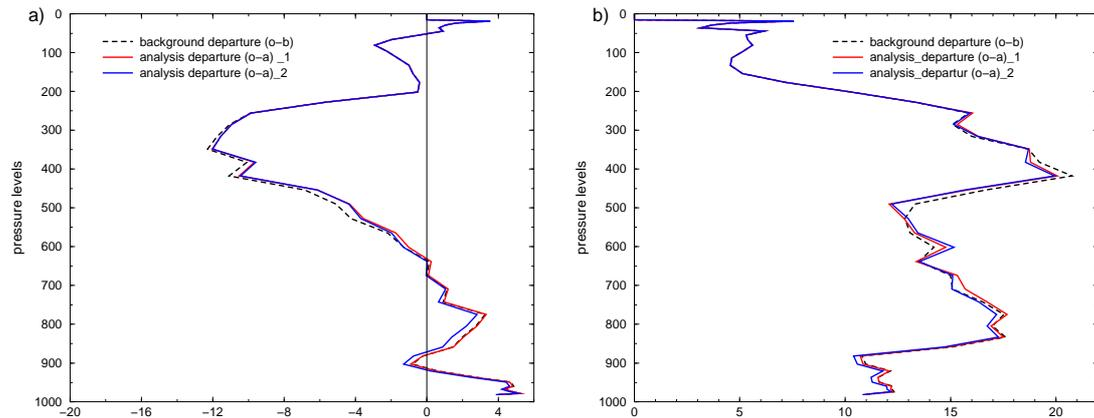 a)
0
100
200
300
400
500
600
700
800
900
1000
pressure levels
background departure (o−b)
analysis departure (o−a) _1
analysis departure (o−a)_2
−20 −16 −12 −8 −4 0 4
b)
0
100
200
300
400
500
600
700
800
900
1000
pressure levels
background departure (o−b)
analysis_departure (o−a)_1
analysis_departur (o−a)_2
0 5 10 15 20